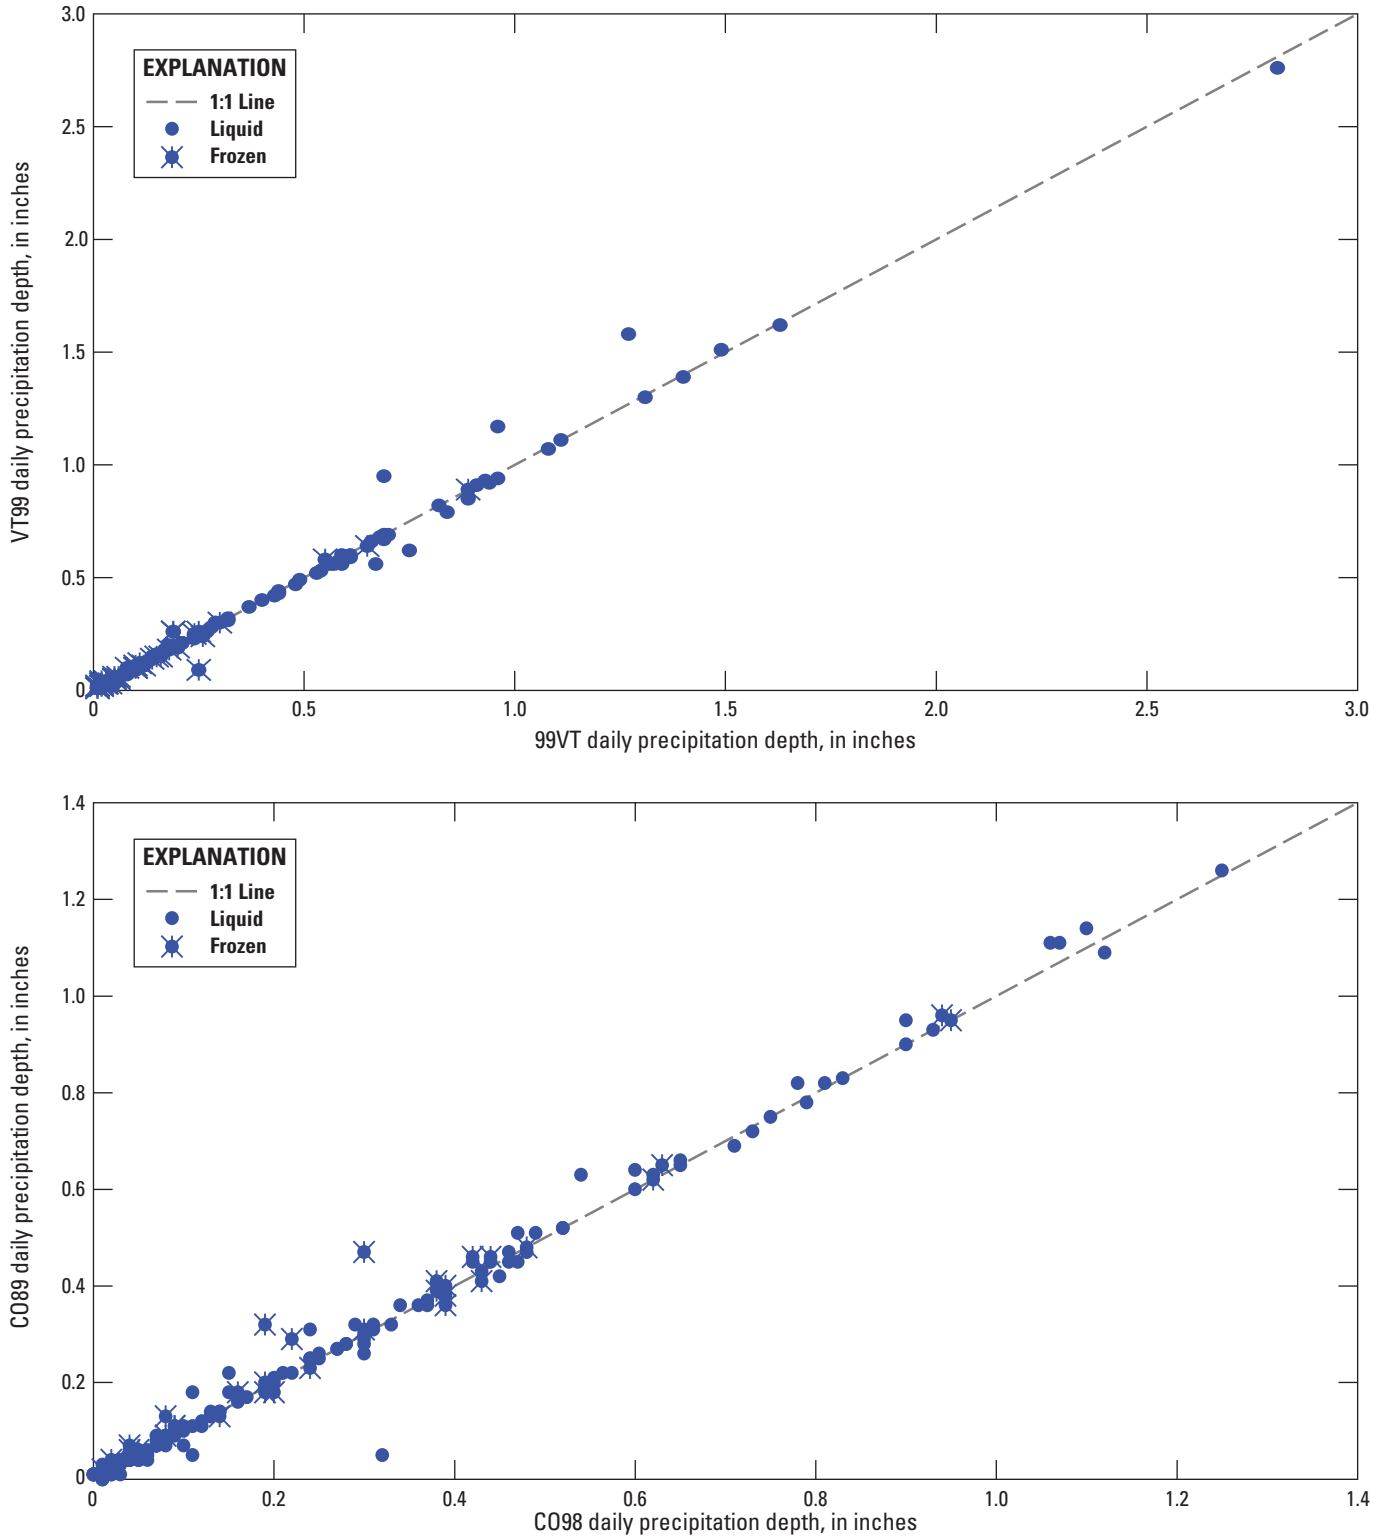 3.0
2.5
2.0
1.5
1.0
0.5
0
VT99 daily precipitation depth, in inches
EXPLANATION
1:1 Line
Liquid
Frozen
0 0.5 1.0 1.5 2.0 2.5 3.0
99VT daily precipitation depth, in inches
1.4
1.2
1.0
0.8
0.6
0.4
0.2
0
CO89 daily precipitation depth, in inches
EXPLANATION
1:1 Line
Liquid
Frozen
0 0.2 0.4 0.6 0.8 1.0 1.2 1.4
CO98 daily precipitation depth, in inches